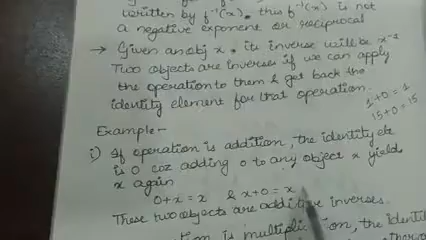 written by f⁻¹(x). this f⁻¹(x) is not
a negative exponent or reciprocal
→ Given an obj x, its inverse will be x⁻¹
Two objects are inverses if we can apply
the operation to them & get back the
identity element for that operation.
1+0=1
15+0=15
Example:-
i) If operation is addition, the identity ele
is 0 coz adding 0 to any object x yields
x again
0+x=x & x+0=x
These two objects are additive inverses.
is multiplication, the identi